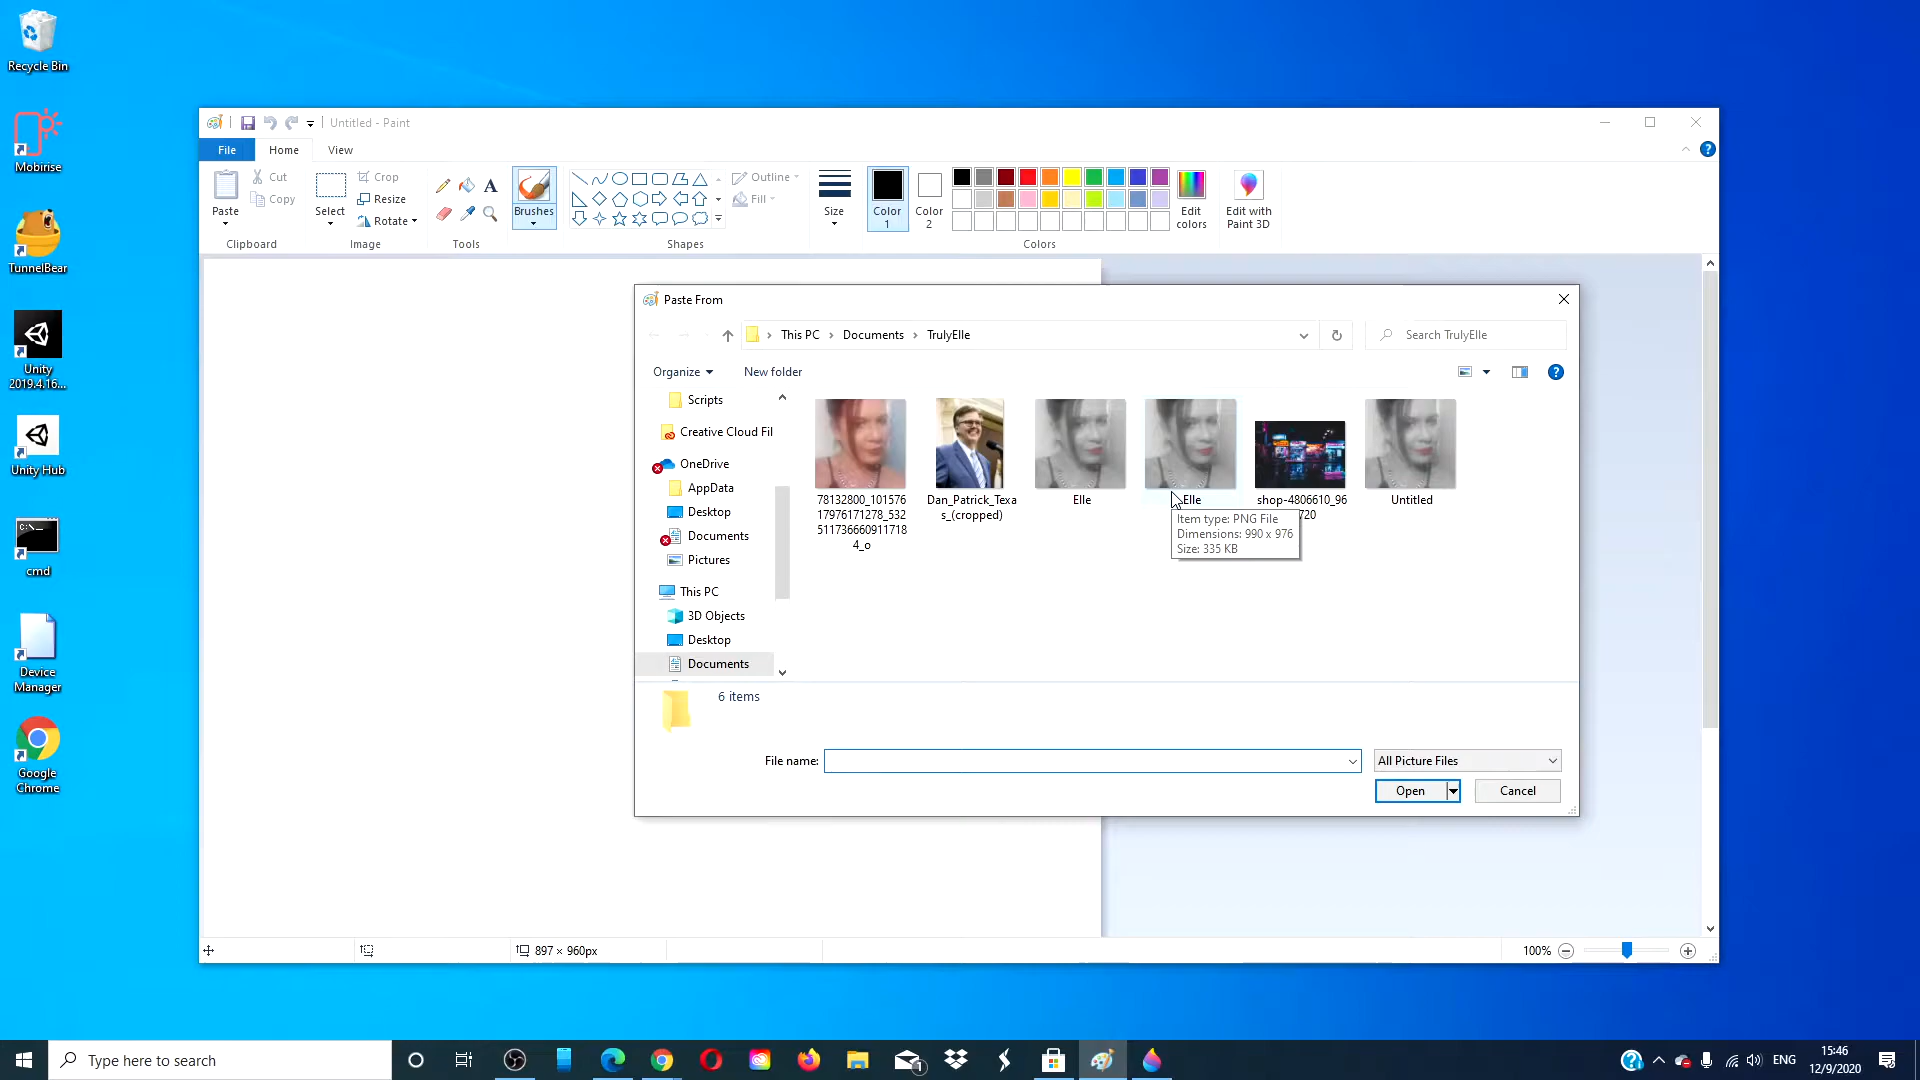 Recycle Bin
Mobirise
TunnelBear
Unity
2019.4.16...
Unity Hub
cmd
Device
Manager
Google
Chrome
Untitled - Paint
File
Home
View
Paste
Cut
Copy
Clipboard
Select
Crop
Resize
Rotate
Image
Tools
Brushes
Shapes
Outline
Fill
Size
Color
1
Color
2
Edit
colors
Colors
Edit with
Paint 3D
Paste From
This PC
Documents
TrulyElle
Search TrulyElle
Organize
New folder
Scripts
Creative Cloud Fil
OneDrive
AppData
Desktop
Documents
Pictures
This PC
3D Objects
Desktop
Documents
78132800_101576
17976171278_532
511736660911718
4_o
Dan_Patrick_Texa
s_(cropped)
Elle
Elle
shop-4806610_96
720
Untitled
Item type: PNG File
Dimensions: 990 x 976
Size: 335 KB
6 items
File name:
All Picture Files
Open
Cancel
897 × 960px
100%
Type here to search
1
ENG
15:46
12/9/2020